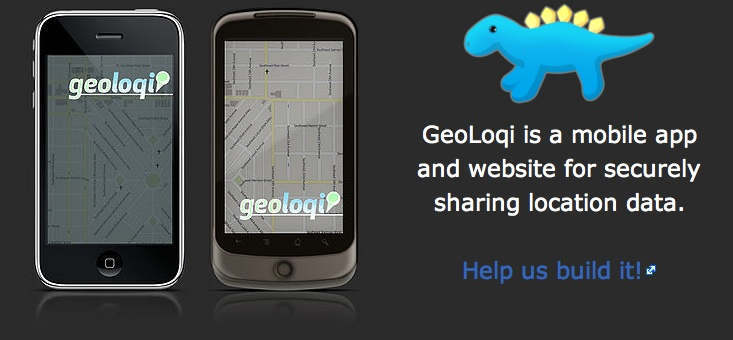 geoloqi
geoloqi
GeoLoqi is a mobile app
and website for securely
sharing location data.
Help us build it!